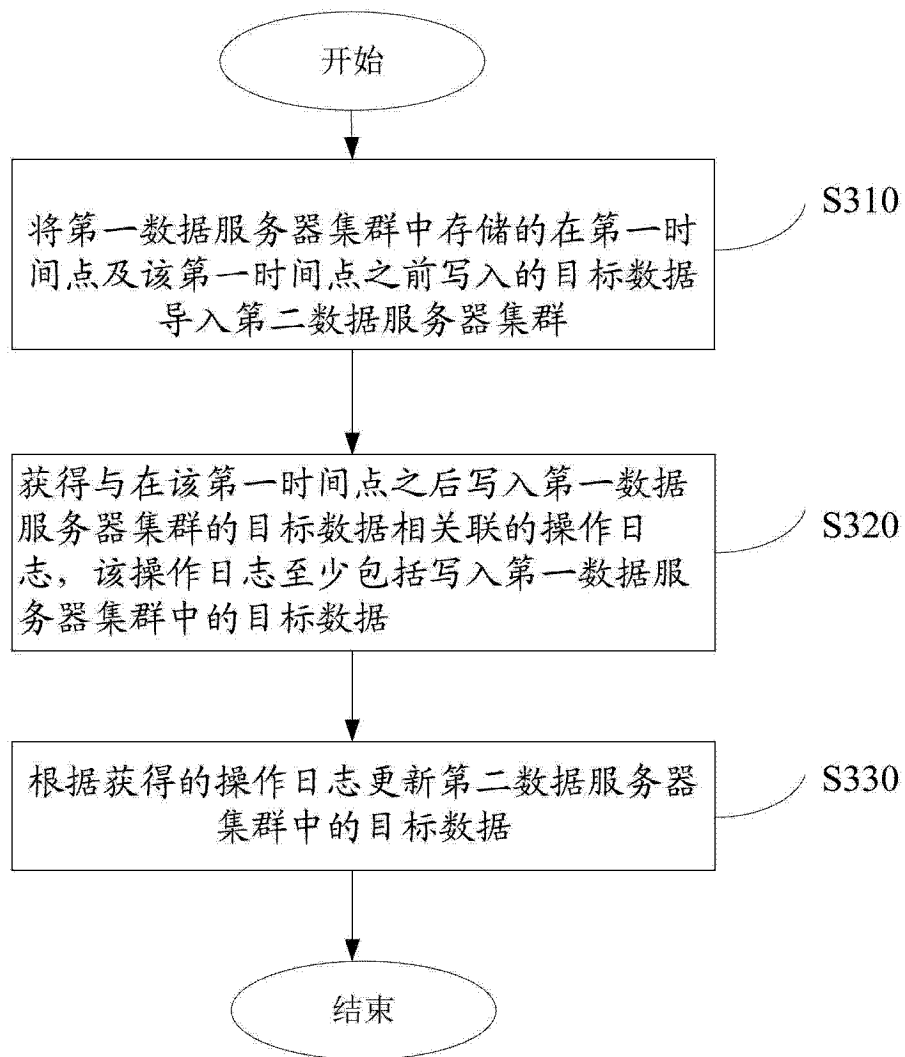 开始
将第一数据服务器集群中存储的在第一时
间点及该第一时间点之前写入的目标数据
导入第二数据服务器集群
S310
获得与在该第一时间点之后写入第一数据
服务器集群的目标数据相关联的操作日
志，该操作日志至少包括写入第一数据服
务器集群中的目标数据
S320
根据获得的操作日志更新第二数据服务器
集群中的目标数据
S330
结束